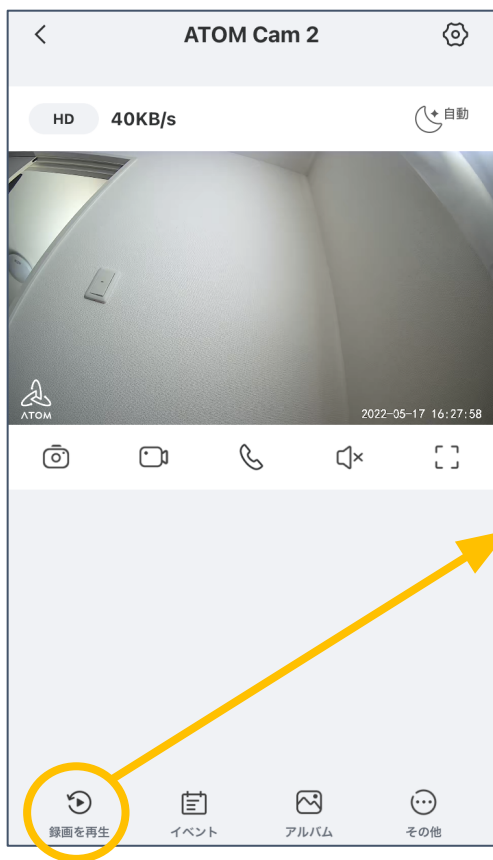 ATOM Cam 2
HD 40KB/s 自動
ATOM
2022-05-17 16:27:58
録画を再生 イベント アルバム その他